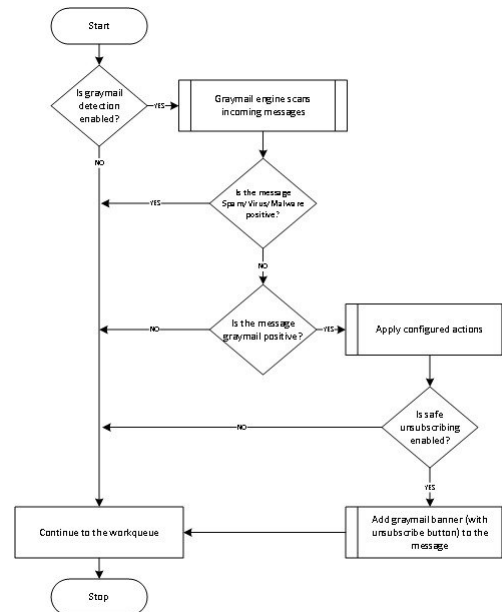 Start
Is graymail
detection
enabled?
YES
Graymail engine scans
incoming messages
NO
Is the message
Spam/Virus/Malware
positive?
YES
NO
Is the message
graymail positive?
NO
YES
Apply configured actions
Is safe
unsubscribing
enabled?
NO
YES
Continue to the workqueue
Add graymail banner (with
unsubscribe button) to the
message
Stop